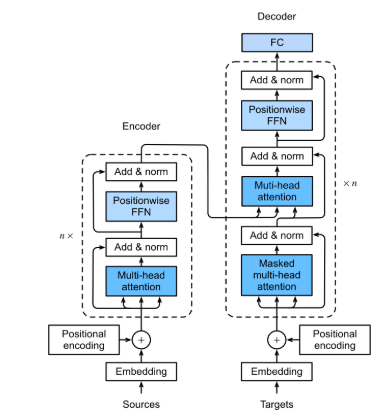 Decoder
FC
Add & norm
Positionwise
FFN
Encoder
Add & norm
Add & norm
Muti-head
attention
× n
Positionwise
FFN
n ×
Add & norm
Add & norm
Multi-head
attention
Masked
multi-head
attention
Positional
encoding
+
+
Positional
encoding
Embedding
Embedding
Sources
Targets